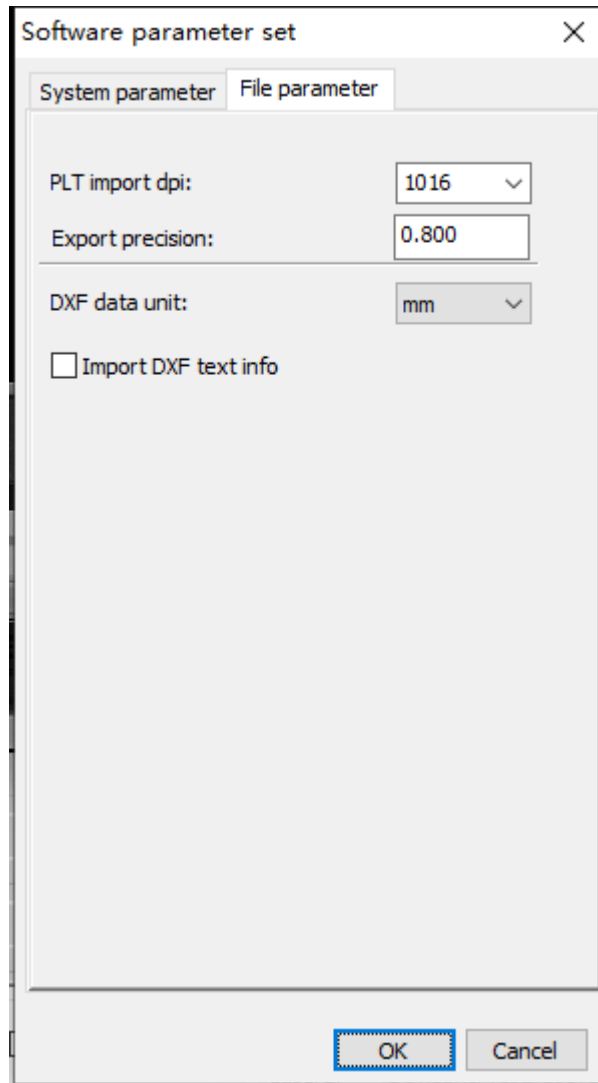 Software parameter set
System parameter File parameter
PLT import dpi: 1016
Export precision: 0.800
DXF data unit: mm
Import DXF text info
OK Cancel